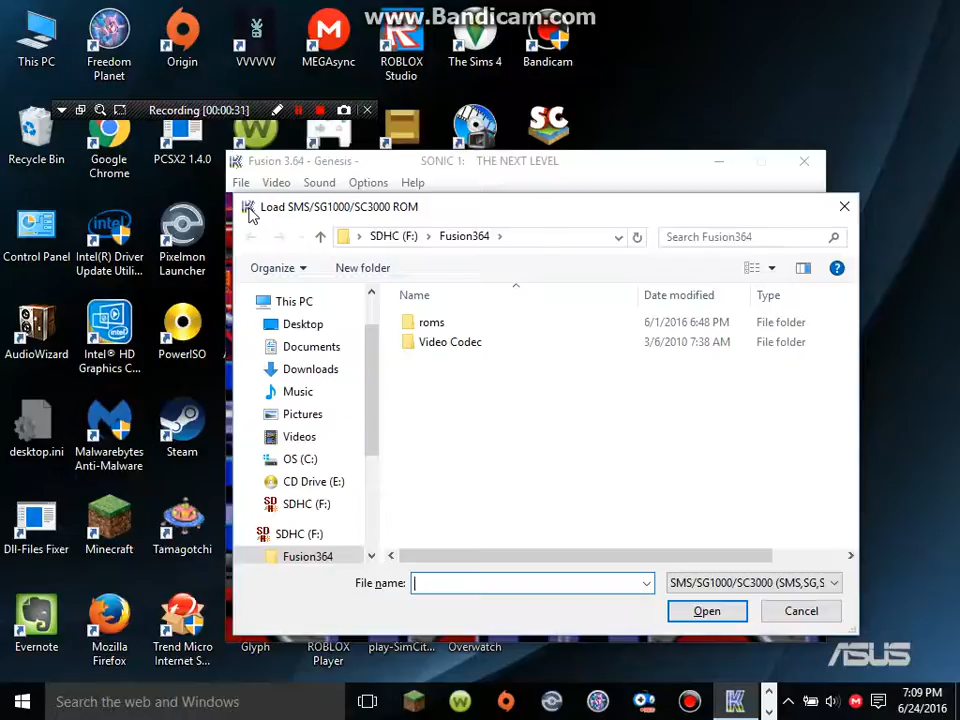 www.Bandicam.com
This PC
Freedom Planet
Origin
VVVVVV
MEGAsync
ROBLOX Studio
The Sims 4
Bandicam
Recording [00:00:31]
Recycle Bin
Google Chrome
PCSX2 1.4.0
Fusion 3.64 - Genesis -
SONIC 1: THE NEXT LEVEL
File
Video
Sound
Options
Help
Load SMS/SG1000/SC3000 ROM
SDHC (F:)
Fusion364
Search Fusion364
Organize
New folder
Control Panel
Intel(R) Driver Update Utili...
Pixelmon Launcher
This PC
Desktop
Documents
Downloads
Music
Pictures
Videos
OS (C:)
CD Drive (E:)
SDHC (F:)
SDHC (F:)
Fusion364
Name
Date modified
Type
roms
6/1/2016 6:48 PM
File folder
Video Codec
3/6/2010 7:38 AM
File folder
AudioWizard
Intel® HD Graphics C...
PowerISO
desktop.ini
Malwarebytes Anti-Malware
Steam
Dll-Files Fixer
Minecraft
Tamagotchi
File name:
SMS/SG1000/SC3000 (SMS,SG,S
Open
Cancel
Evernote
Mozilla Firefox
Trend Micro Internet S...
Glyph
ROBLOX Player
play-SimCit...
Overwatch
ASUS
Search the web and Windows
7:09 PM
6/24/2016